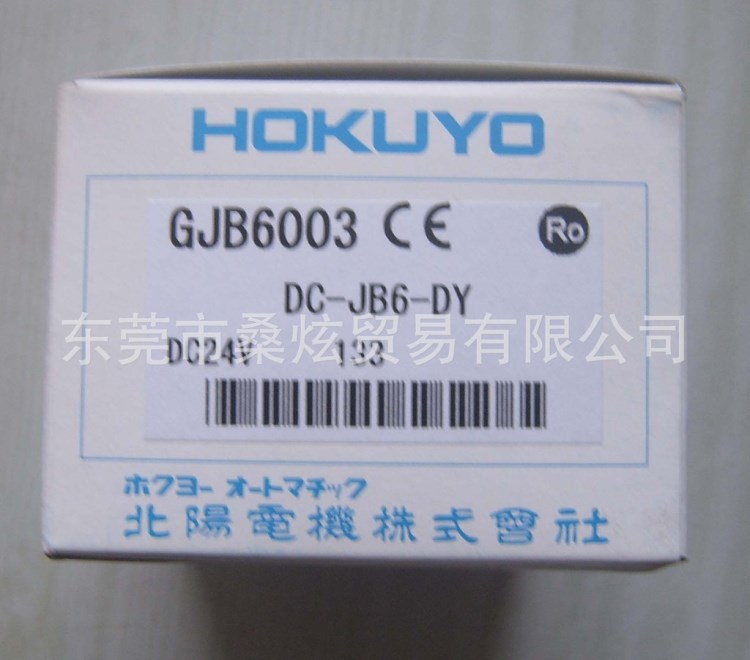 HOKUYO
GJB6003 CE Ro
DC-JB6-DY
东莞市桑炫贸易有限公司
DC24V
ホクヨー オートマチック
北陽電機株式會社